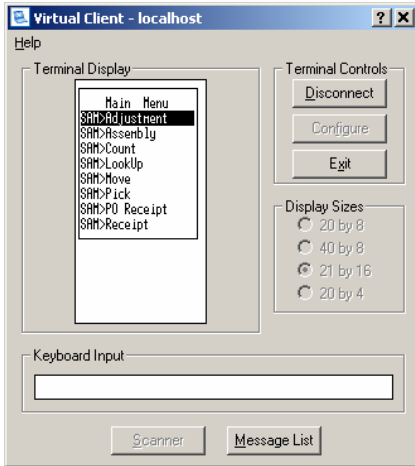 Virtual Client - localhost
Help
Terminal Display
Main Menu
SAM>Adjustment
SAM>Assembly
SAM>Count
SAM>LookUp
SAM>Move
SAM>Pick
SAM>PO Receipt
SAM>Receipt
Terminal Controls
Disconnect
Configure
Exit
Display Sizes
20 by 8
40 by 8
21 by 16
20 by 4
Keyboard Input
Scanner
Message List